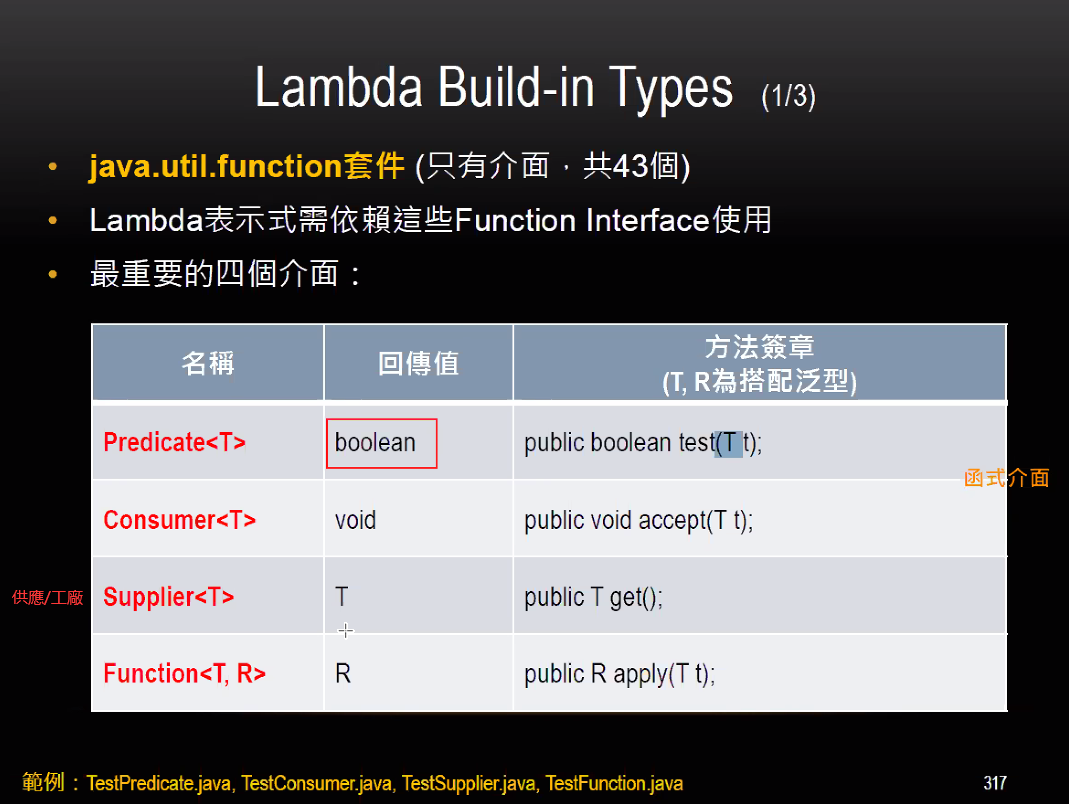 Lambda Build-in Types (1/3)
• java.util.function套件 (只有介面，共43個)
• Lambda表示式需依賴這些Function Interface使用
• 最重要的四個介面：
名稱 回傳值 方法簽章
(T, R為搭配泛型)
Predicate<T> boolean public boolean test(T t);
函式介面
Consumer<T> void public void accept(T t);
供應/工廠 Supplier<T> T public T get();
Function<T, R> R public R apply(T t);
範例：TestPredicate.java, TestConsumer.java, TestSupplier.java, TestFunction.java
317